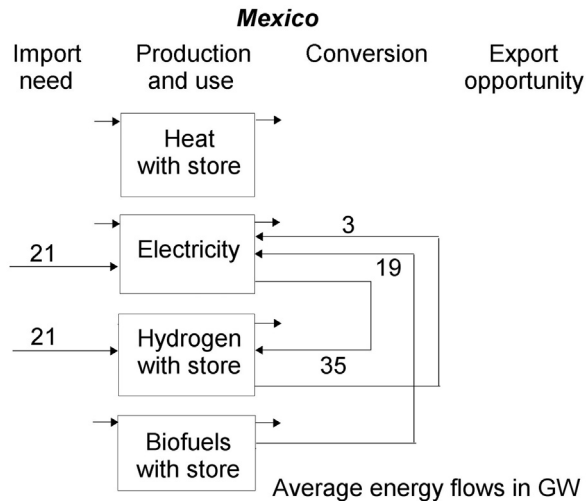 Mexico
Import need
Production and use
Conversion
Export opportunity
Heat with store
Electricity
3
21
19
Hydrogen with store
21
35
Biofuels with store
Average energy flows in GW